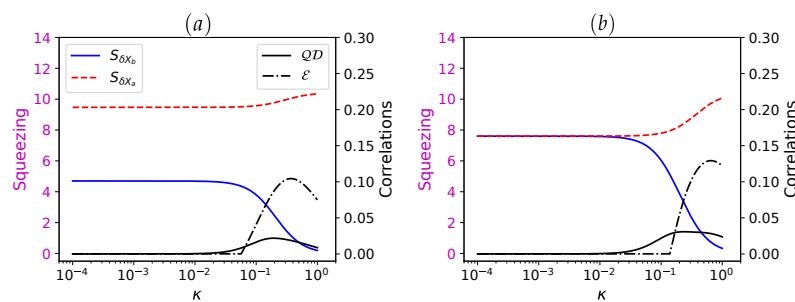 (a)
14
12
10
8
6
4
2
0
Squeezing
S_{δX_b}
S_{δX_a}
QD
ℰ
0.30
0.25
0.20
0.15
0.10
0.05
0.00
Correlations
10^{-4} 10^{-3} 10^{-2} 10^{-1} 10^{0}
κ
(b)
14
12
10
8
6
4
2
0
Squeezing
0.30
0.25
0.20
0.15
0.10
0.05
0.00
Correlations
10^{-4} 10^{-3} 10^{-2} 10^{-1} 10^{0}
κ